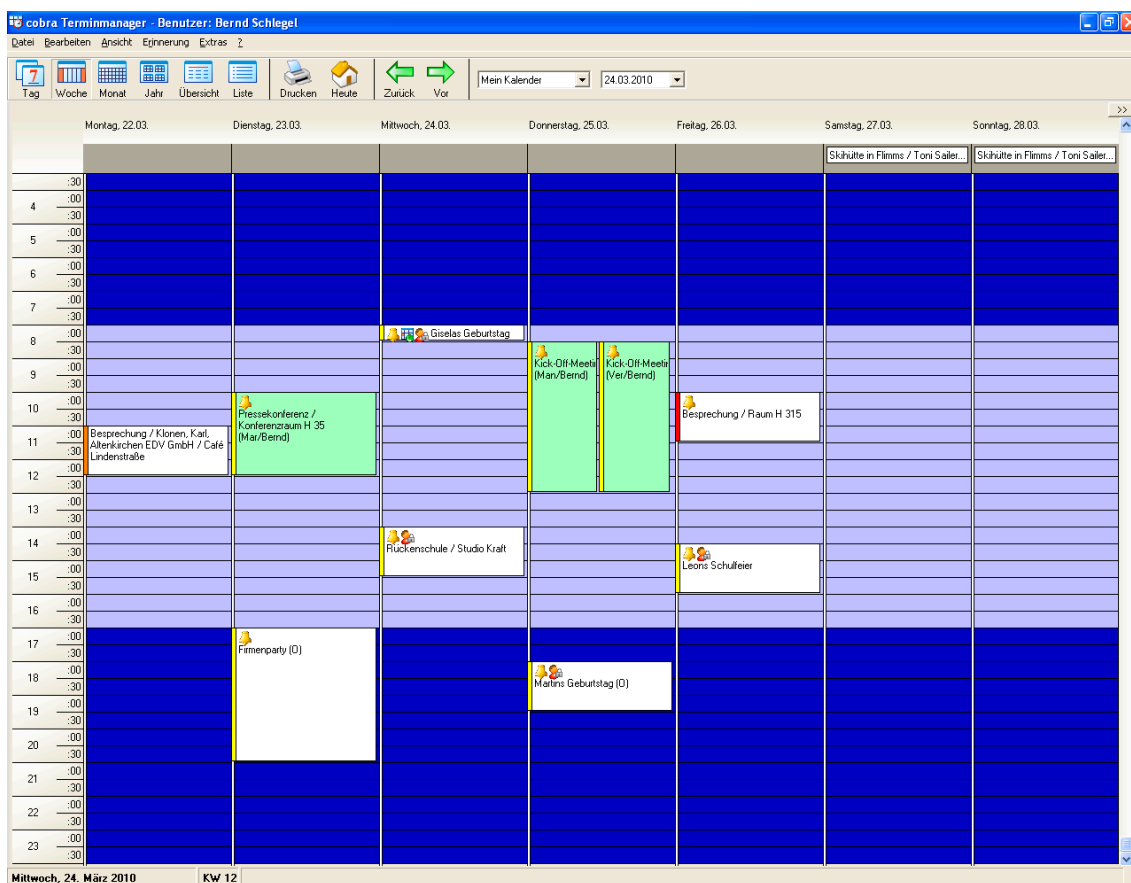 cobra Terminmanager - Benutzer: Bernd Schlegel
Datei Bearbeiten Ansicht Erinnerung Extras ?
7
Tag Woche Monat Jahr Übersicht Liste Drucken Heute Zurück Vor Mein Kalender 24.03.2010
>>
Montag, 22.03. Dienstag, 23.03. Mittwoch, 24.03. Donnerstag, 25.03. Freitag, 26.03. Samstag, 27.03. Sonntag, 28.03.
Skihütte in Flimms / Toni Sailer... Skihütte in Flimms / Toni Sailer...
:30
4 :00
:30
5 :00
:30
6 :00
:30
7 :00
:30
8 :00 Giselas Geburtstag
:30
9 :00 Kick-Off-Meetin Kick-Off-Meetin
(Man/Bernd) (Ver/Bernd)
:30
10 :00
:30 Pressekonferenz / Besprechung / Raum H 315
Konferenzraum H 35
(Mar/Bernd)
11 :00 Besprechung / Klonen, Karl,
:30 Altenkirchen EDV GmbH / Café
Lindenstraße
12 :00
:30
13 :00
:30
14 :00
:30 Rückenschule / Studio Kraft
15 :00 Leons Schulfeier
:30
16 :00
:30
17 :00
:30 Firmenparty (O)
18 :00
:30 Martins Geburtstag (O)
19 :00
:30
20 :00
:30
21 :00
:30
22 :00
:30
23 :00
:30
Mittwoch, 24. März 2010 KW 12